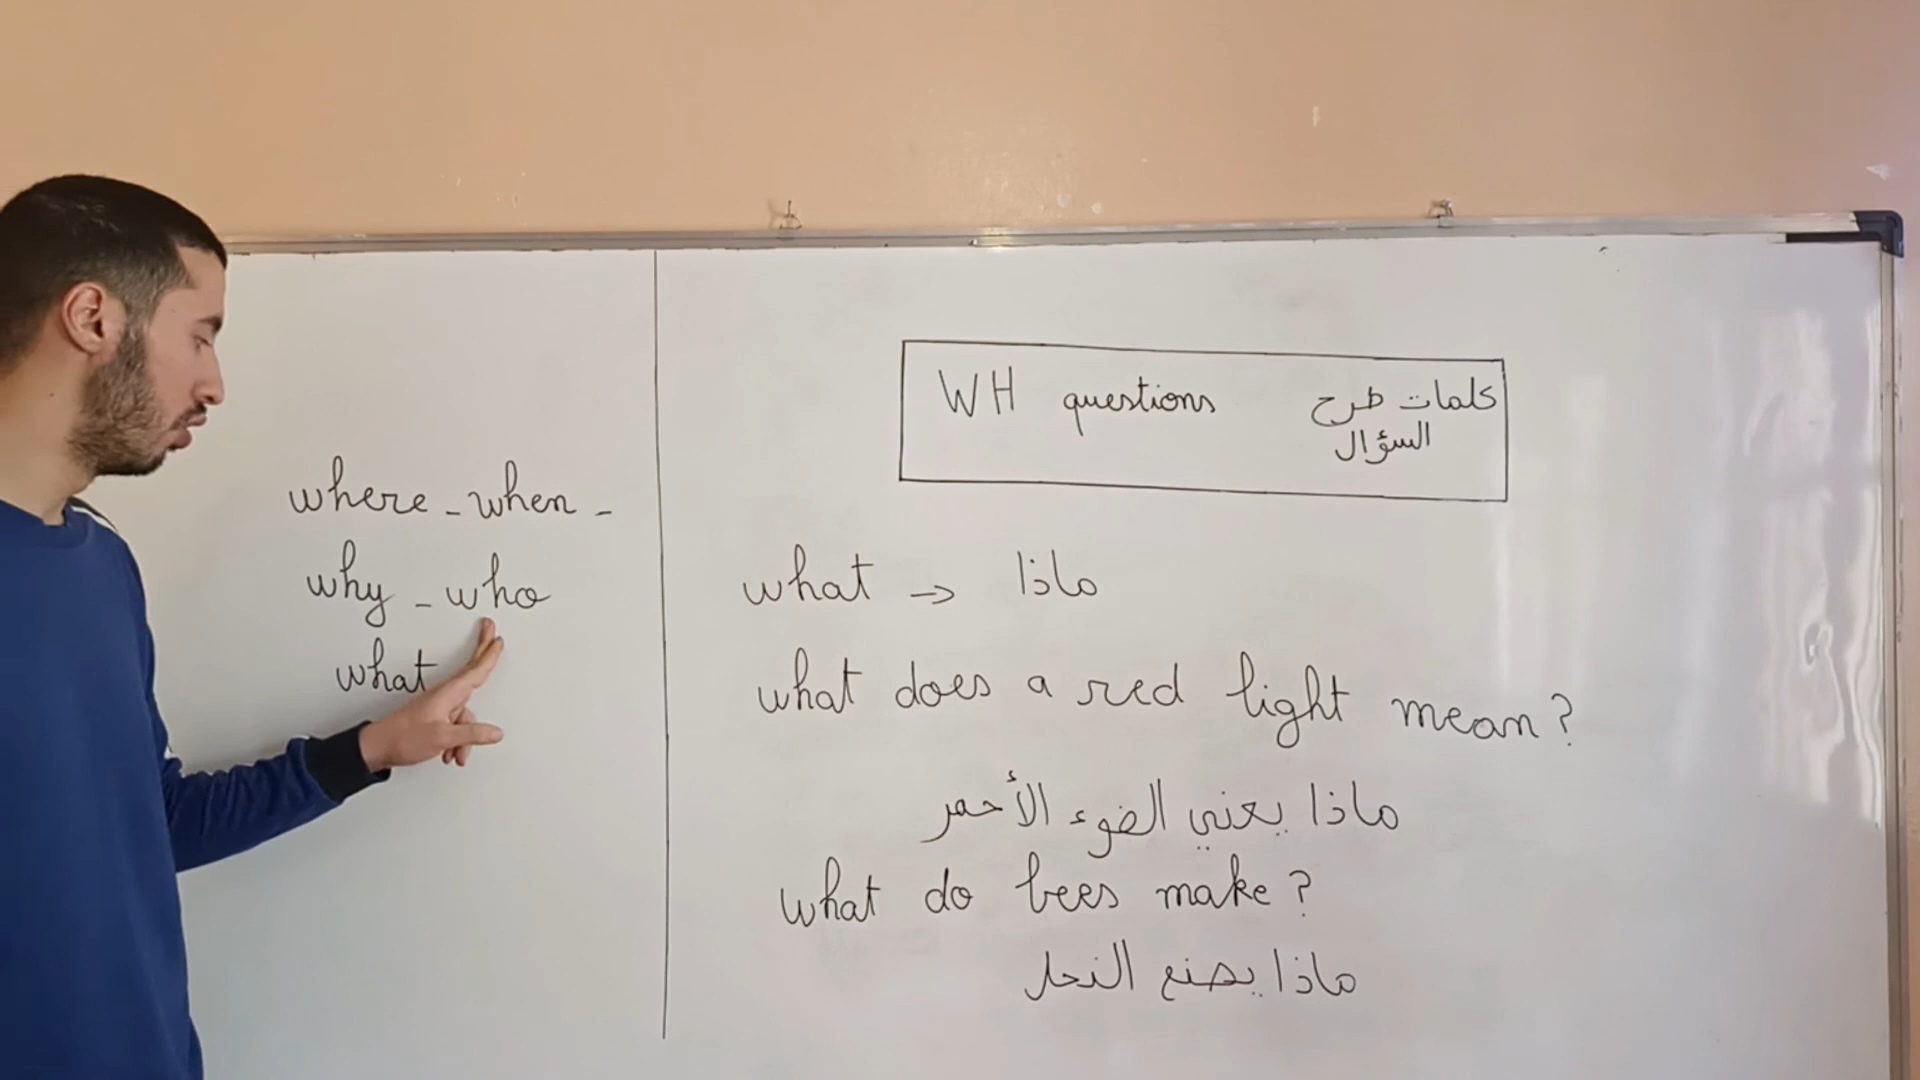 where - when -
why - who
what
WH questions كلمات طرح
السؤال
what → ماذا
what does a red light mean?
ماذا يعني الضوء الأحمر
what do bees make?
ماذا يصنع النحل